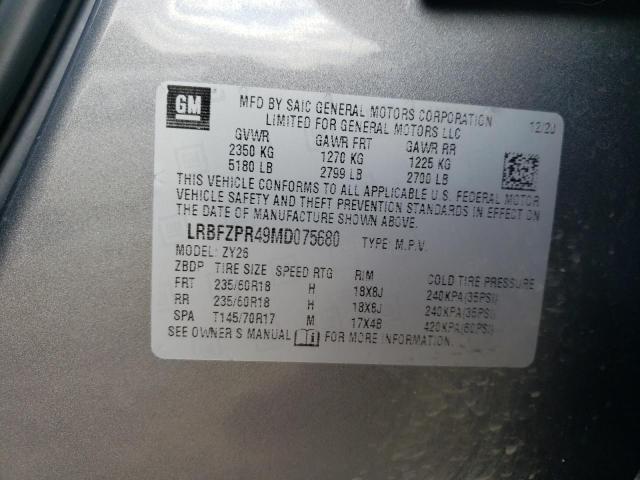 GM
MFD BY SAIC GENERAL MOTORS CORPORATION
LIMITED FOR GENERAL MOTORS LLC
12/20
GVWR GAWR FRT GAWR RR
2350 KG 1270 KG 1225 KG
5180 LB 2799 LB 2700 LB
THIS VEHICLE CONFORMS TO ALL APPLICABLE U.S. FEDERAL MOTOR
VEHICLE SAFETY AND THEFT PREVENTION STANDARDS IN EFFECT ON
THE DATE OF MANUFACTURE SHOWN ABOVE.
LRBFZPR49MD075680 TYPE: M.P.V.
MODEL: ZY26
ZBDP TIRE SIZE SPEED RTG RIM COLD TIRE PRESSURE
FRT 235/60R18 H 18X8J 240KPA(35PSI)
RR 235/60R18 H 18X8J 240KPA(35PSI)
SPA T145/70R17 M 17X4B 420KPA(60PSI)
SEE OWNER'S MANUAL FOR MORE INFORMATION.